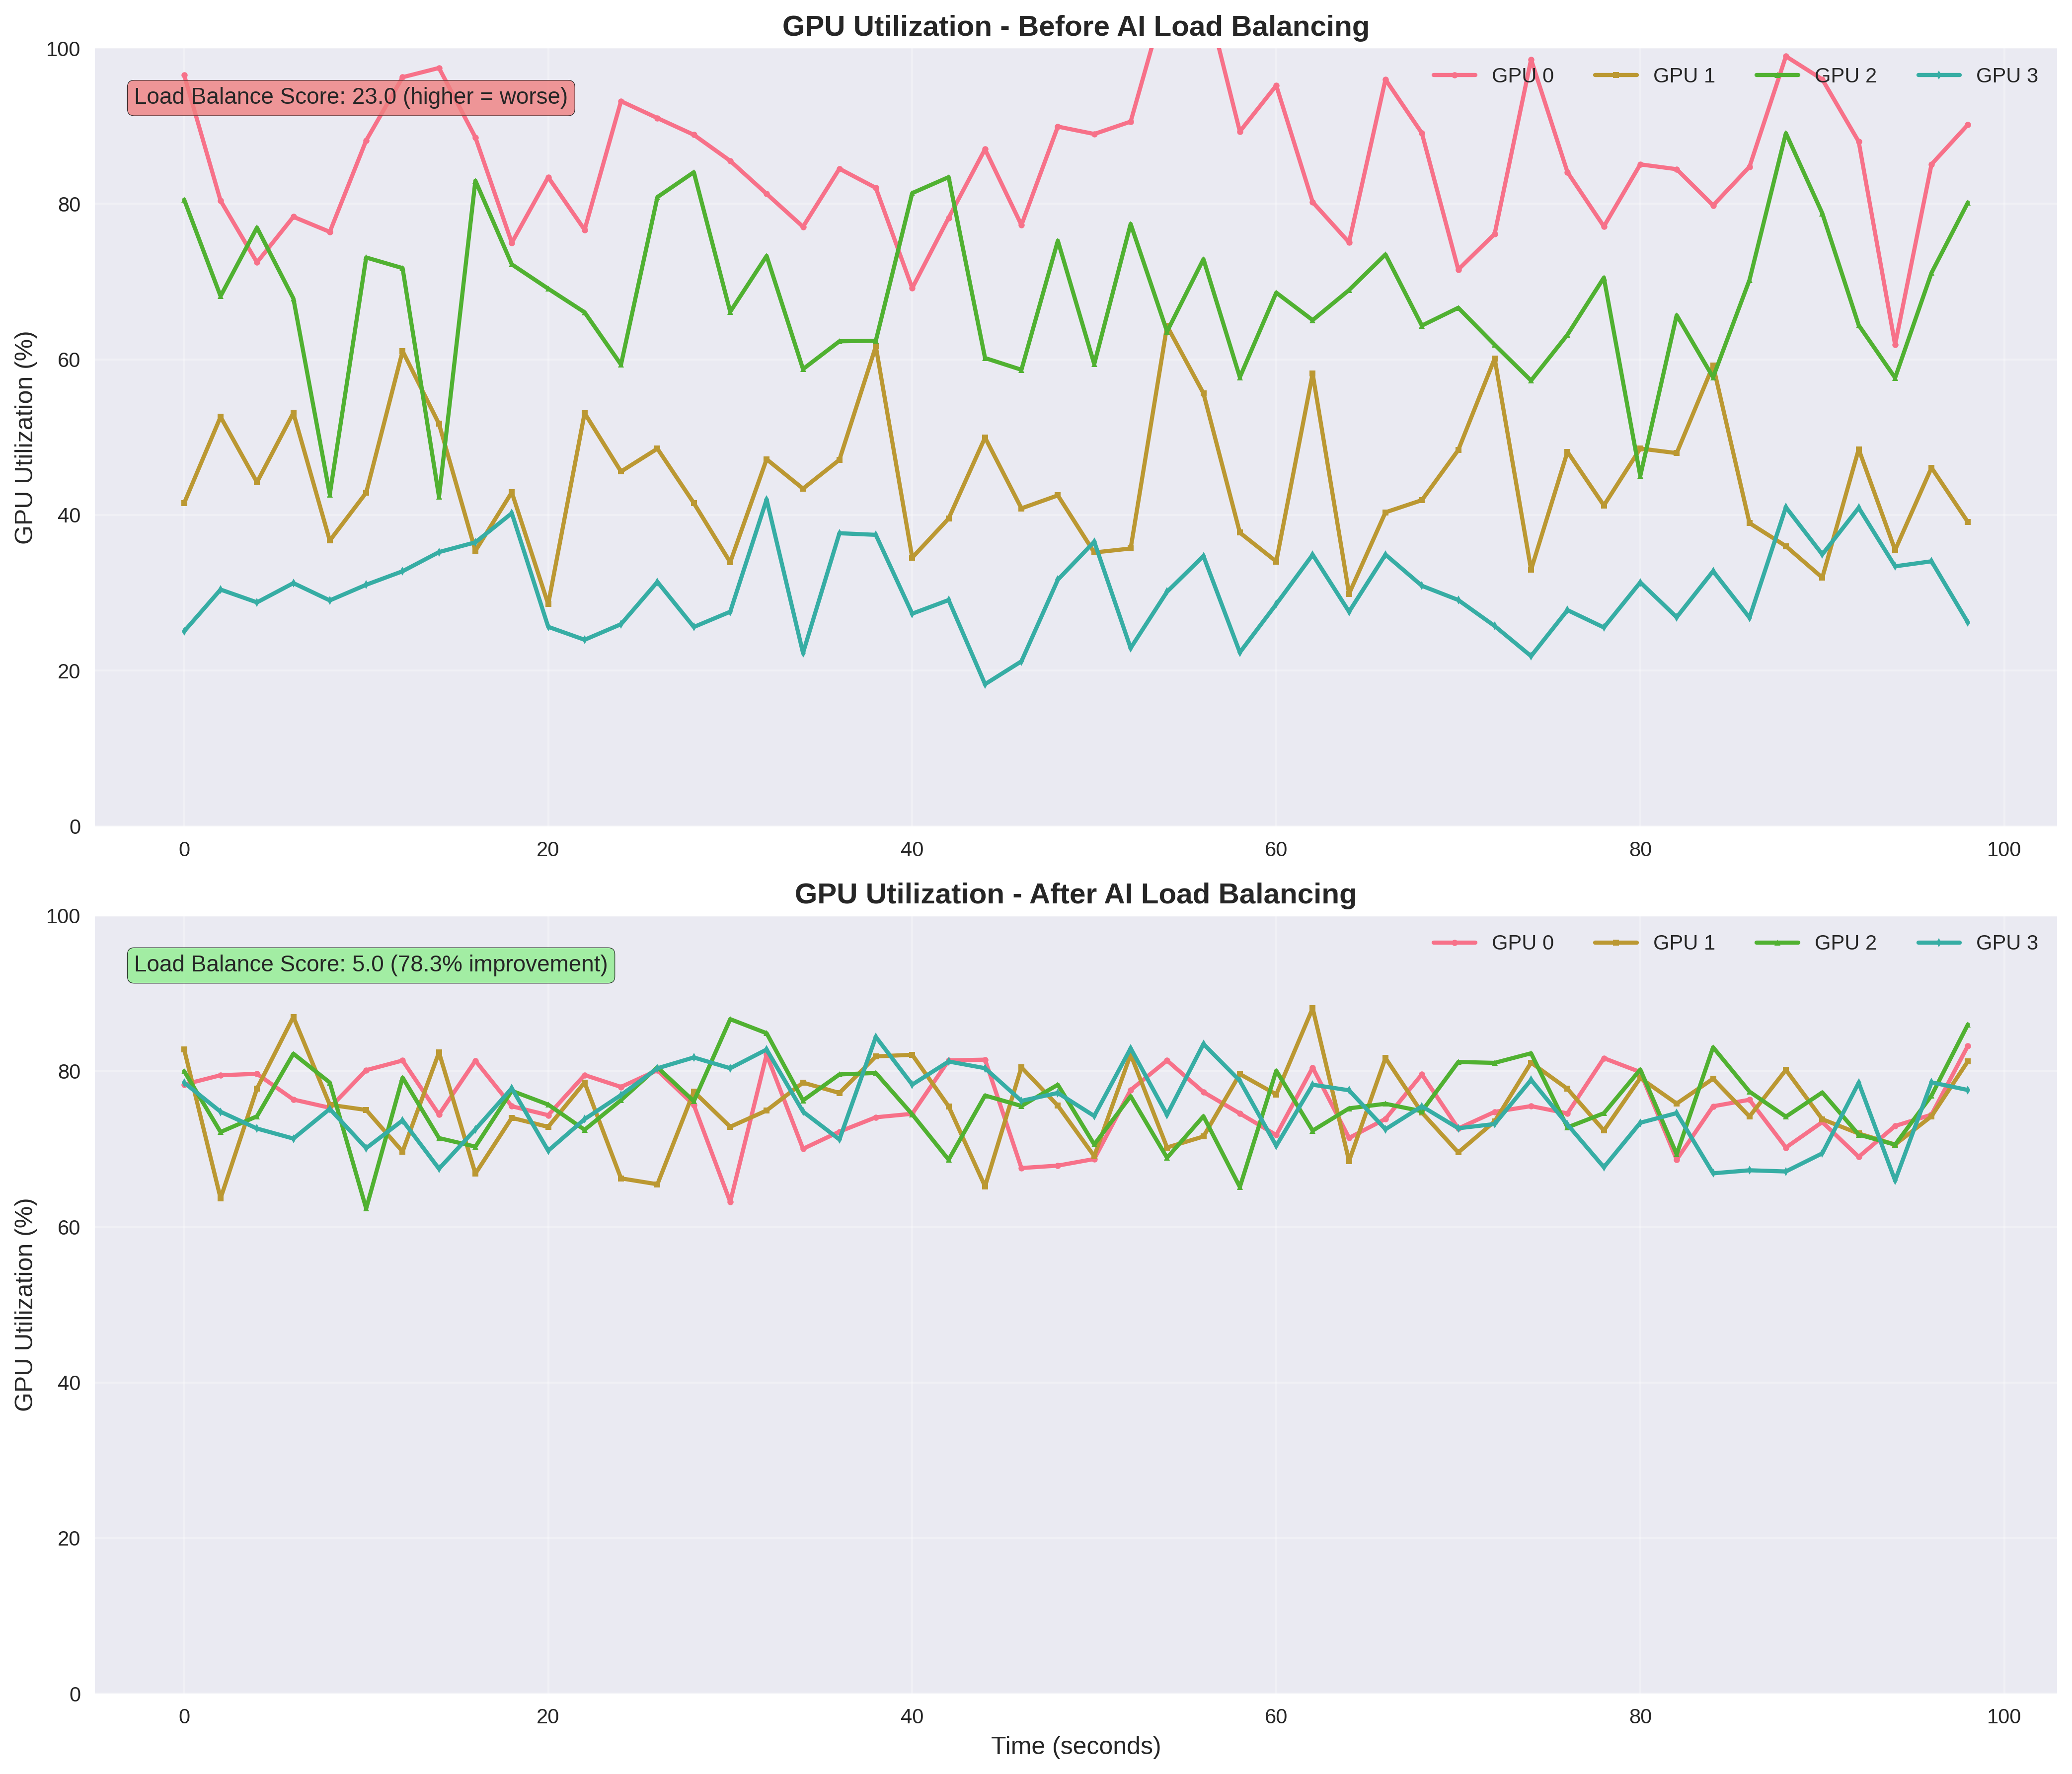 GPU Utilization - Before AI Load Balancing
Load Balance Score: 23.0 (higher = worse)
GPU 0 GPU 1 GPU 2 GPU 3
GPU Utilization (%)
100
80
60
40
20
0
0 20 40 60 80 100
GPU Utilization - After AI Load Balancing
Load Balance Score: 5.0 (78.3% improvement)
GPU 0 GPU 1 GPU 2 GPU 3
GPU Utilization (%)
100
80
60
40
20
0
0 20 40 60 80 100
Time (seconds)